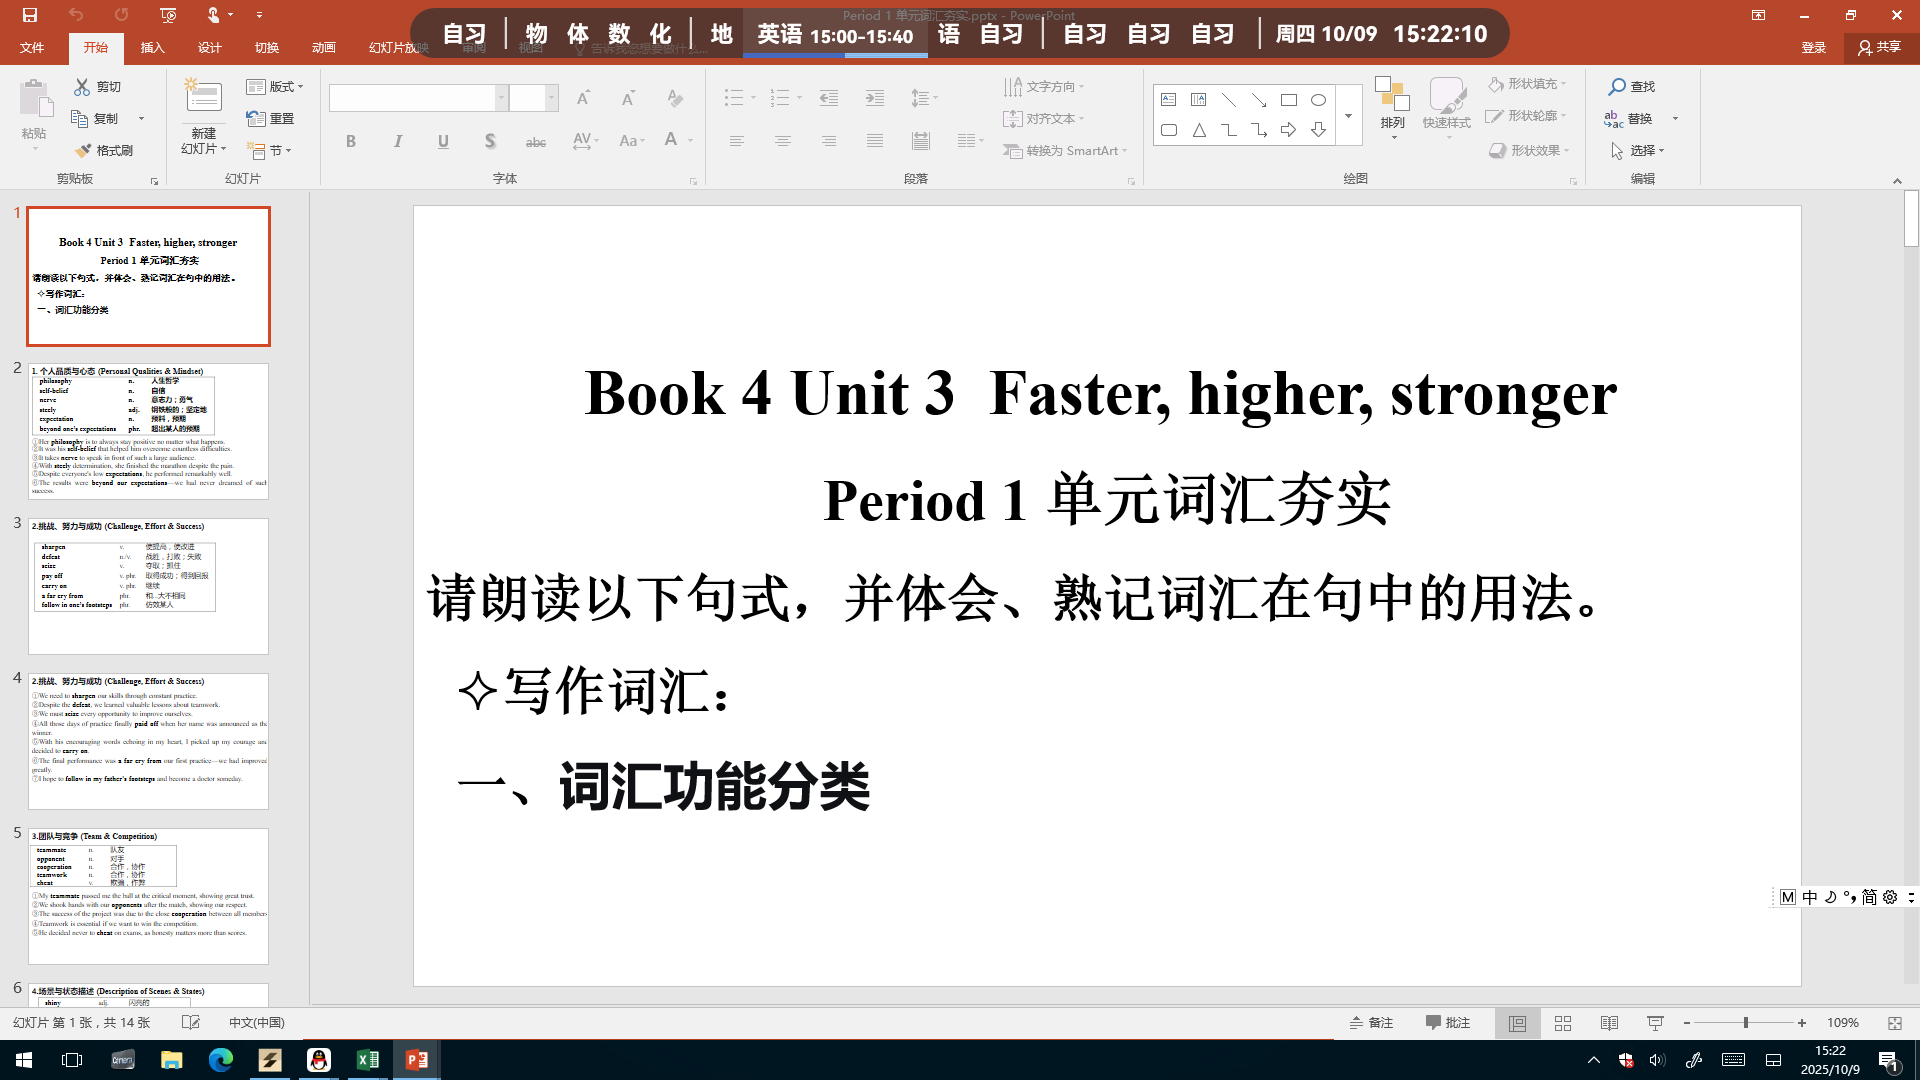 Period 1 单元词汇夯实.pptx - PowerPoint
自习 物 体 数 化 地 英语 15:00-15:40 语 自习 自习 自习 自习 周四 10/09 15:22:10
文件 开始 插入 设计 切换 动画 幻灯片放映 审阅 视图 告诉我您想要做什么... 登录 共享
粘贴 剪切 复制 格式刷 剪贴板
新建 幻灯片 版式 重置 节 幻灯片
B I U S abc AV Aa A 字体
文字方向 对齐文本 转换为 SmartArt 段落
排列 快速样式 形状填充 形状轮廓 形状效果 绘图
查找 替换 选择 编辑
1
Book 4 Unit 3 Faster, higher, stronger
Period 1 单元词汇夯实
请朗读以下句式，并体会、熟记词汇在句中的用法。
✧写作词汇：
一、词汇功能分类
2
1. 个人品质与心态 (Personal Qualities & Mindset)
philosophy n. 人生哲学
self-belief n. 自信
nerve n. 意志力；勇气
steely adj. 钢铁般的；坚定地
expectation n. 预料，预期
beyond one's expectations phr. 超出某人的预期
①Her philosophy is to always stay positive no matter what happens.
②It was his self-belief that helped him overcome countless difficulties.
③It takes nerve to speak in front of such a large audience.
④With steely determination, she finished the marathon despite the pain.
⑤Despite everyone's low expectations, he performed remarkably well.
⑥The results were beyond our expectations—we had never dreamed of such
success.
3
2.挑战、努力与成功 (Challenge, Effort & Success)
sharpen v. 使提高，使改进
defeat n./v. 战胜，打败；失败
seize v. 夺取；抓住
pay off v. phr. 取得成功；得到回报
carry on v. phr. 继续
a far cry from phr. 和...大不相同
follow in one's footsteps phr. 仿效某人
4
2.挑战、努力与成功 (Challenge, Effort & Success)
①We need to sharpen our skills through constant practice.
②Despite the defeat, we learned valuable lessons about teamwork.
③We must seize every opportunity to improve ourselves.
④All those days of practice finally paid off when her name was announced as the
winner.
⑤With his encouraging words echoing in my heart, I picked up my courage and
decided to carry on.
⑥The final performance was a far cry from our first practice—we had improved
greatly.
⑦I hope to follow in my father's footsteps and become a doctor someday.
5
3.团队与竞争 (Team & Competition)
teammate n. 队友
opponent n. 对手
cooperation n. 合作，协作
teamwork n. 合作，协作
cheat v. 欺骗，作弊
①My teammate passed me the ball at the critical moment, showing great trust.
②We shook hands with our opponents after the match, showing our respect.
③The success of the project was due to the close cooperation between all members
④Teamwork is essential if we want to win the competition.
⑤He decided never to cheat on exams, as honesty matters more than scores.
6
4.场景与状态描述 (Description of Scenes & States)
shiny adj. 闪亮的
Book 4 Unit 3 Faster, higher, stronger
Period 1 单元词汇夯实
请朗读以下句式，并体会、熟记词汇在句中的用法。
✧写作词汇：
一、词汇功能分类
M 中 简
幻灯片 第 1 张，共 14 张 中文(中国) 备注 批注 109%
15:22
2025/10/9
1